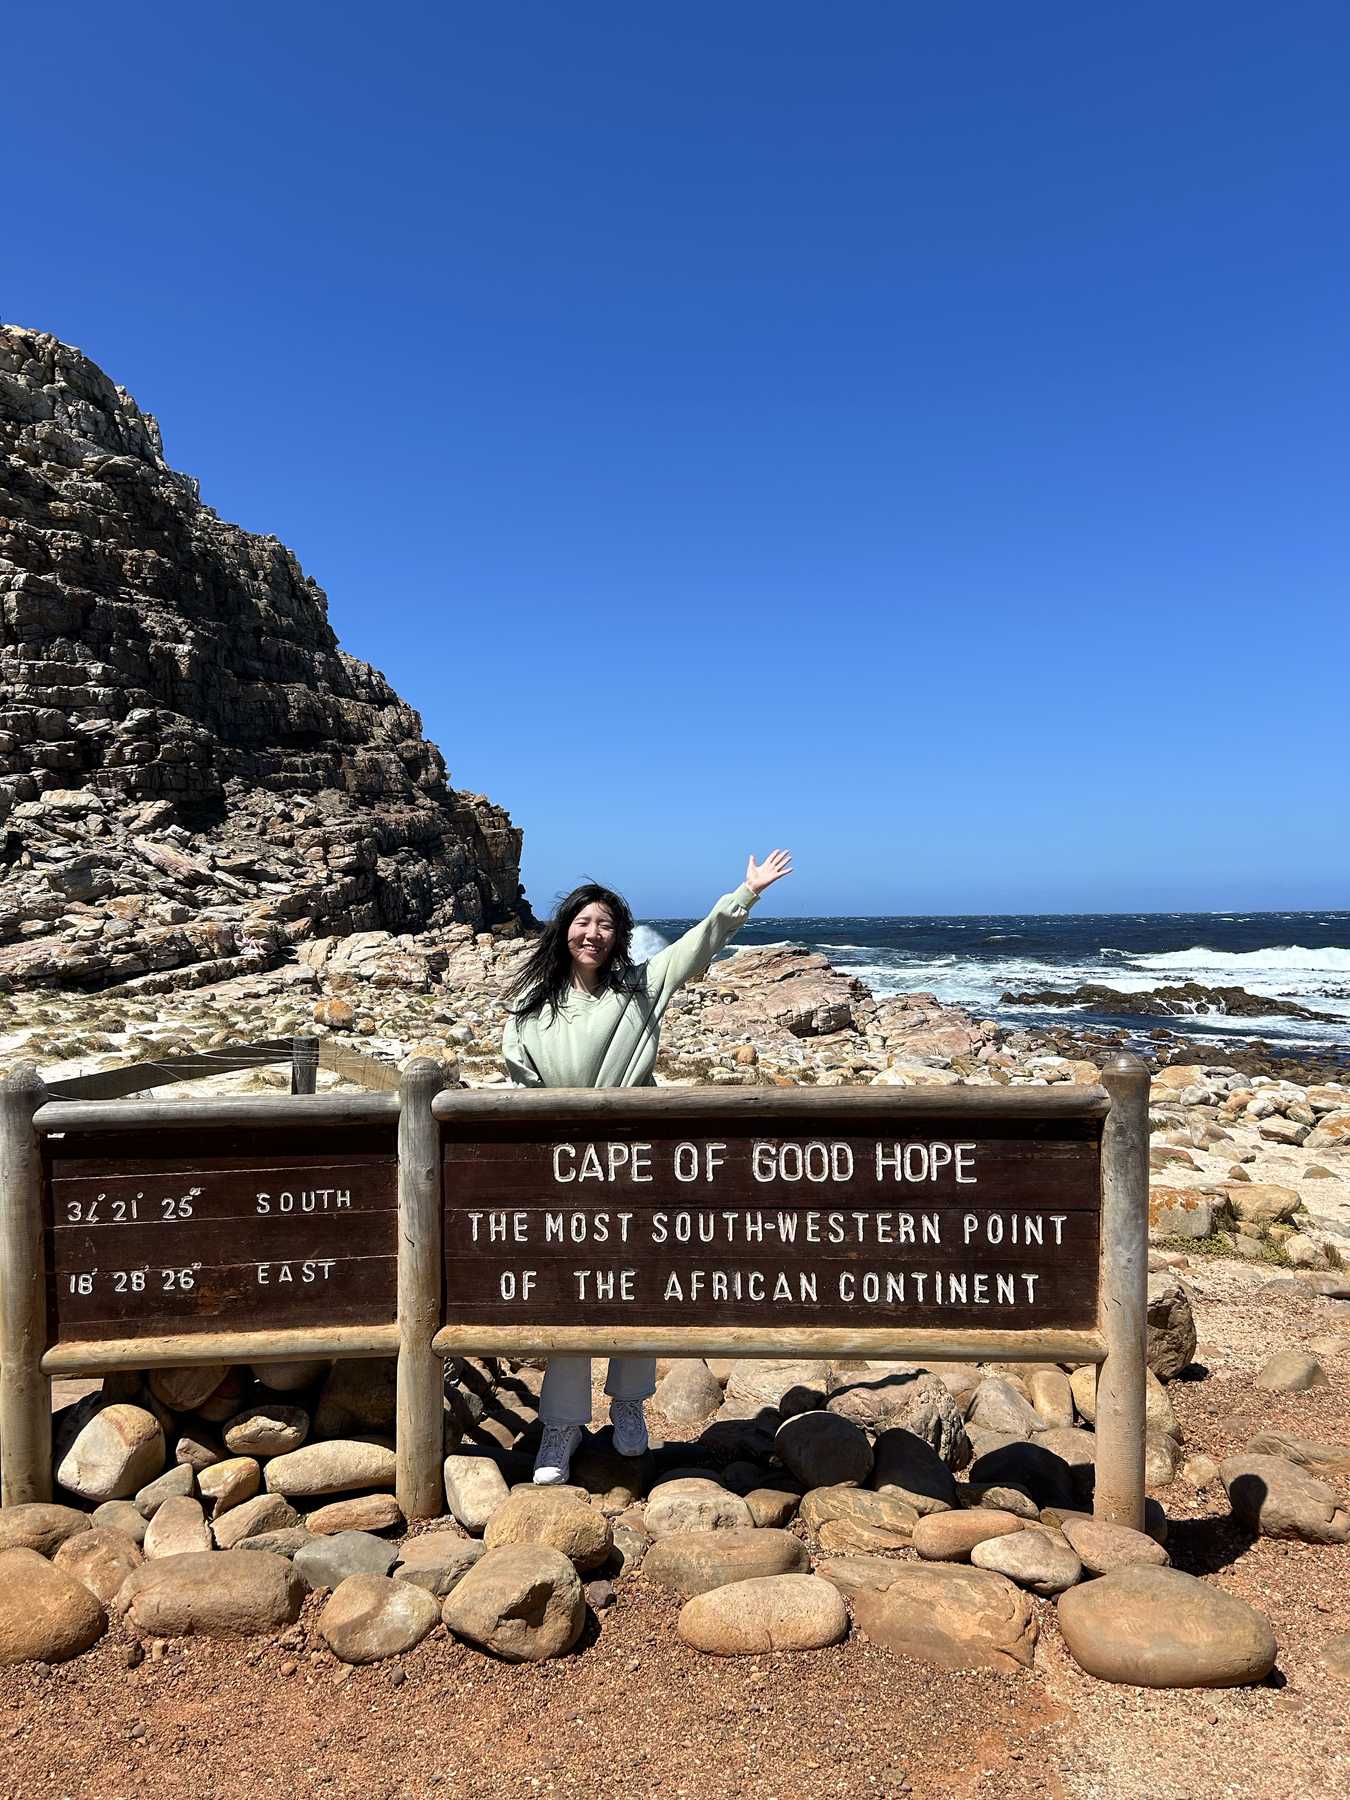 34° 21' 25" SOUTH
18° 28' 26" EAST
CAPE OF GOOD HOPE
THE MOST SOUTH-WESTERN POINT
OF THE AFRICAN CONTINENT